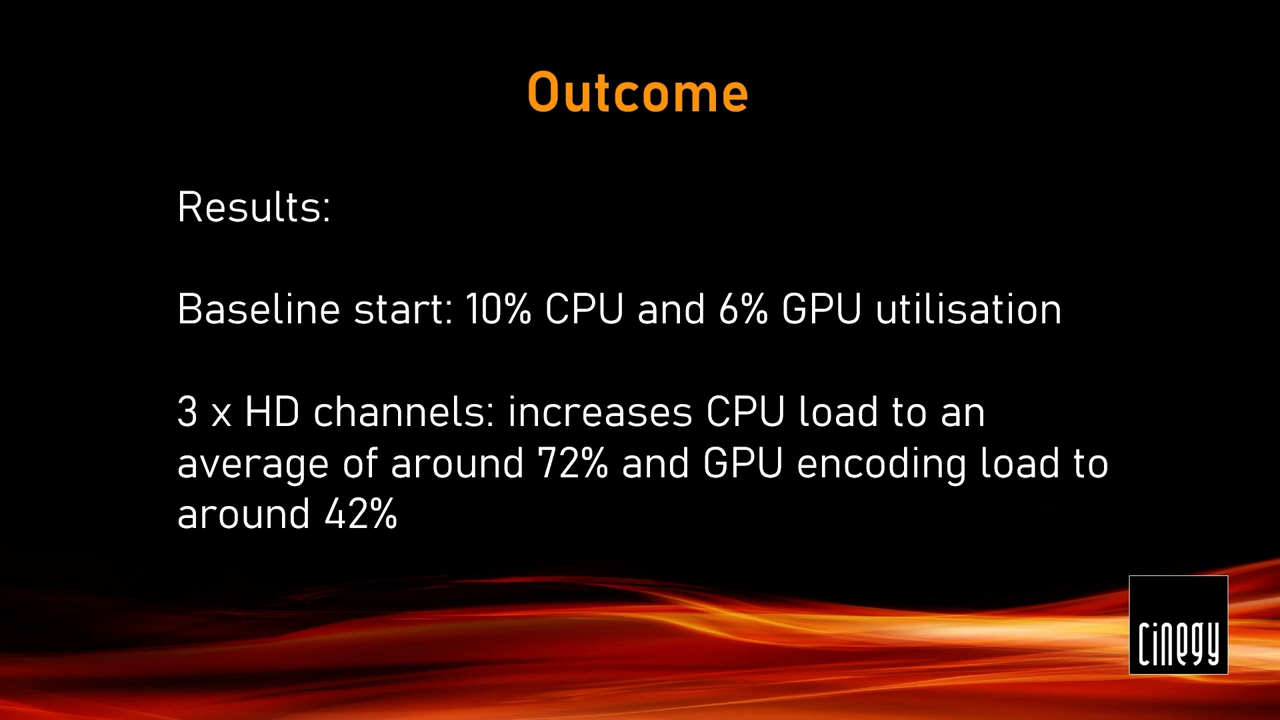 Outcome
Results:
Baseline start: 10% CPU and 6% GPU utilisation
3 x HD channels: increases CPU load to an
average of around 72% and GPU encoding load to
around 42%
cinegy